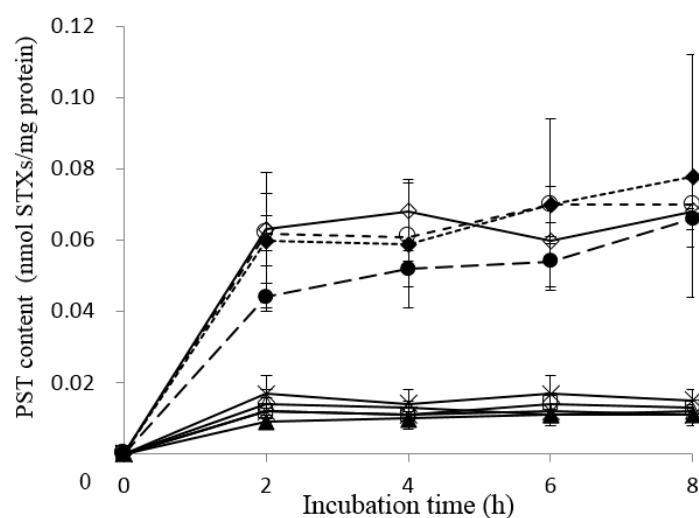 0.12
0.10
0.08
0.06
0.04
0.02
0
PST content (nmol STXs/mg protein)
0 2 4 6 8
Incubation time (h)